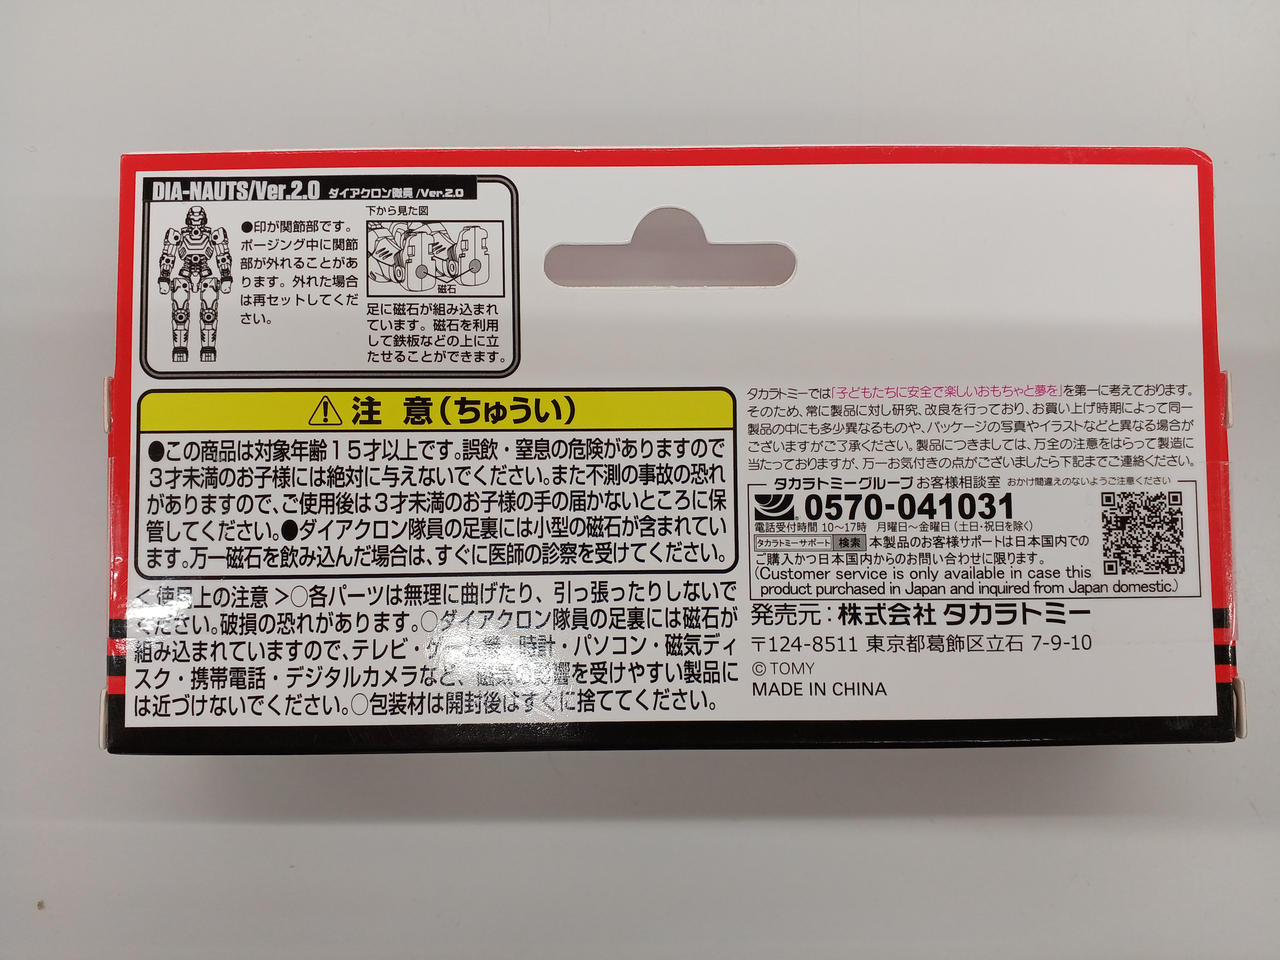 DIA-NAUTS/Ver.2.0 ダイアクロン隊員/Ver.2.0
●印が関節部です。
ポージング中に関節
部が外れることがあ
ります。外れた場合
は再セットしてくだ
さい。
下から見た図
磁石
足に磁石が組み込まれ
ています。磁石を利用
して鉄板などの上に立
たせることができます。
注 意(ちゅうい)
●この商品は対象年齢15才以上です。誤飲・窒息の危険がありますので
3才未満のお子様には絶対に与えないでください。また不測の事故の恐れ
がありますので、ご使用後は3才未満のお子様の手の届かないところに保
管してください。●ダイアクロン隊員の足裏には小型の磁石が含まれてい
ます。万一磁石を飲み込んだ場合は、すぐに医師の診察を受けてください。
<使用上の注意>○各パーツは無理に曲げたり、引っ張ったりしないで
ください。破損の恐れがあります。○ダイアクロン隊員の足裏には磁石が
組み込まれていますので、テレビ・ゲーム機・時計・パソコン・磁気ディ
スク・携帯電話・デジタルカメラなど、磁気の影響を受けやすい製品に
は近づけないでください。○包装材は開封後はすぐに捨ててください。
タカラトミーでは「子どもたちに安全で楽しいおもちゃと夢を」を第一に考えております。
そのため、常に製品に対し研究、改良を行っており、お買い上げ時期によって同一
製品の中にも多少異なるものや、パッケージの写真やイラストなどと異なる場合が
ございますがご了承ください。製品につきましては、万全の注意をはらって製造に
当たっておりますが、万一お気付きの点がございましたら下記までご連絡ください。
タカラトミーグループ お客様相談室 おかけ間違えのないようご注意ください
0570-041031
電話受付時間 10〜17時 月曜日〜金曜日(土日・祝日を除く)
タカラトミーサポート 検索 本製品のお客様サポートは日本国内での
ご購入かつ日本国内からのお問い合わせに限ります。
(Customer service is only available in case this
product purchased in Japan and inquired from Japan domestic.)
発売元:株式会社 タカラトミー
〒124-8511 東京都葛飾区立石 7-9-10
© TOMY
MADE IN CHINA